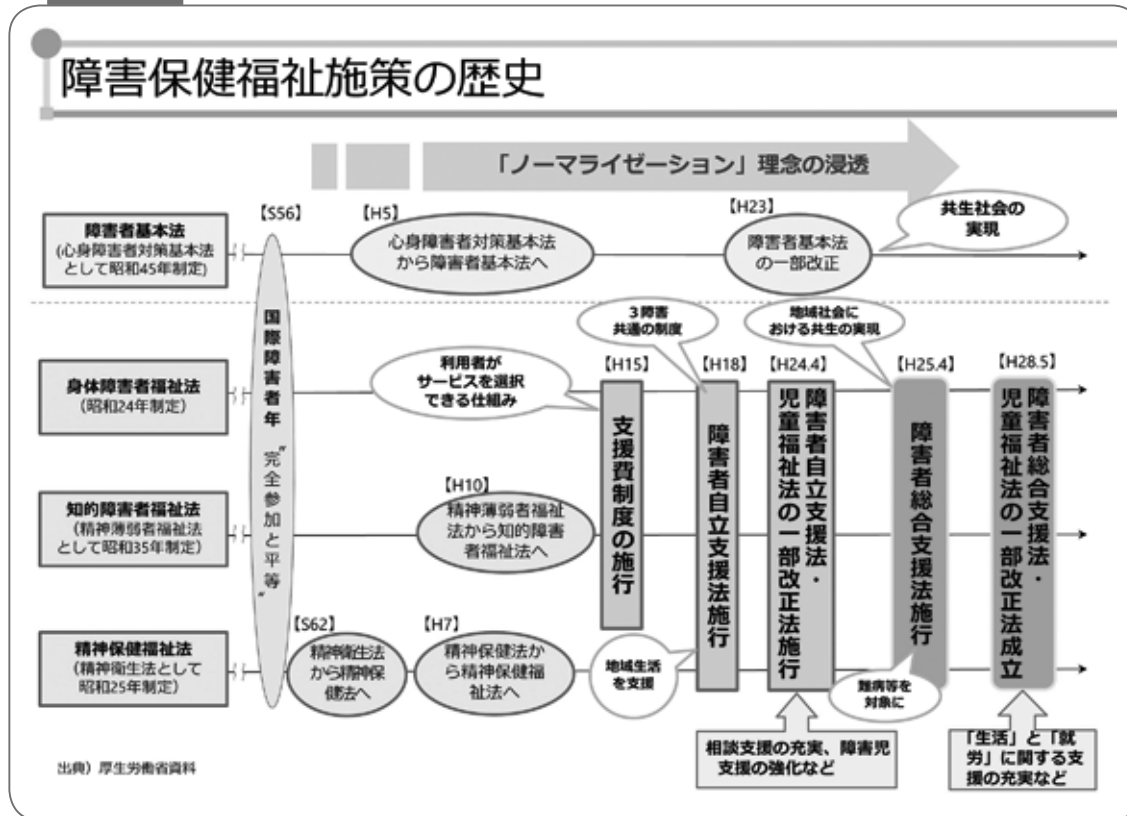 障害保健福祉施策の歴史
「ノーマライゼーション」理念の浸透
【S56】
【H5】
【H23】
共生社会の
実現
障害者基本法
(心身障害者対策基本法
として昭和45年制定)
心身障害者対策基本法
から障害者基本法へ
障害者基本法
の一部改正
国際障害者年
“完全参加と平等”
3障害
共通の制度
地域社会に
おける共生の実現
利用者が
サービスを選択
できる仕組み
【H15】
【H18】
【H24.4】
【H25.4】
【H28.5】
身体障害者福祉法
（昭和24年制定）
支援費制度の施行
障害者自立支援法施行
障害者自立支援法・
児童福祉法の一部改正法施行
障害者総合支援法施行
障害者総合支援法・
児童福祉法の一部改正法成立
【H10】
知的障害者福祉法
（精神薄弱者福祉法
として昭和35年制定）
精神薄弱者福祉
法から知的障害
者福祉法へ
【S62】
【H7】
精神保健福祉法
（精神衛生法として
昭和25年制定）
精神衛生法
から精神保
健法へ
精神保健法か
ら精神保健福
祉法へ
地域生活
を支援
難病等を
対象に
相談支援の充実、障害児
支援の強化など
「生活」と「就
労」に関する支
援の充実など
出典）厚生労働省資料